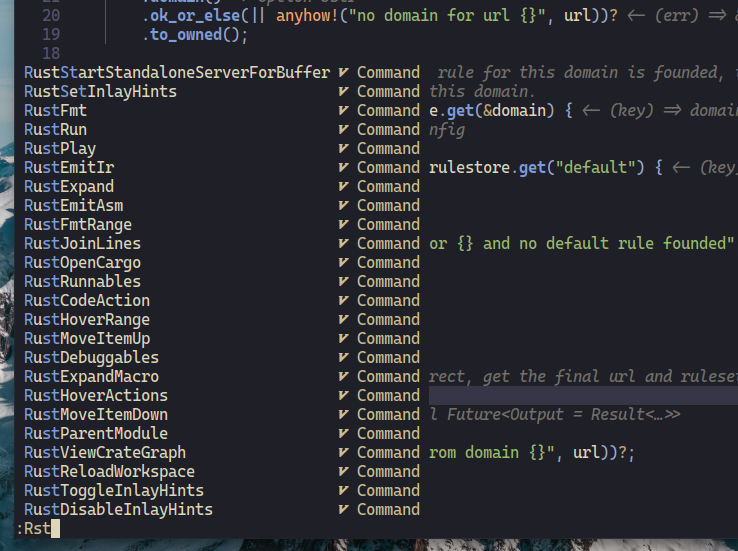 20 .ok_or_else(|| anyhow!("no domain for url {}", url))? <- (err) =>
19 .to_owned();
18
RustStartStandaloneServerForBuffer Command rule for this domain is founded,
RustSetInlayHints Command this domain.
RustFmt Command e.get(&domain) { <- (key) => domai
RustRun Command nfig
RustPlay Command
RustEmitIr Command rulestore.get("default") { <- (key
RustExpand Command
RustEmitAsm Command
RustFmtRange Command
RustJoinLines Command or {} and no default rule founded"
RustOpenCargo Command
RustRunnables Command
RustCodeAction Command
RustHoverRange Command
RustMoveItemUp Command
RustDebuggables Command
RustExpandMacro Command rect, get the final url and rulese
RustHoverActions Command
RustMoveItemDown Command l Future<Output = Result<…>>
RustParentModule Command
RustViewCrateGraph Command rom domain {}", url))?;
RustReloadWorkspace Command
RustToggleInlayHints Command
RustDisableInlayHints Command
:Rst